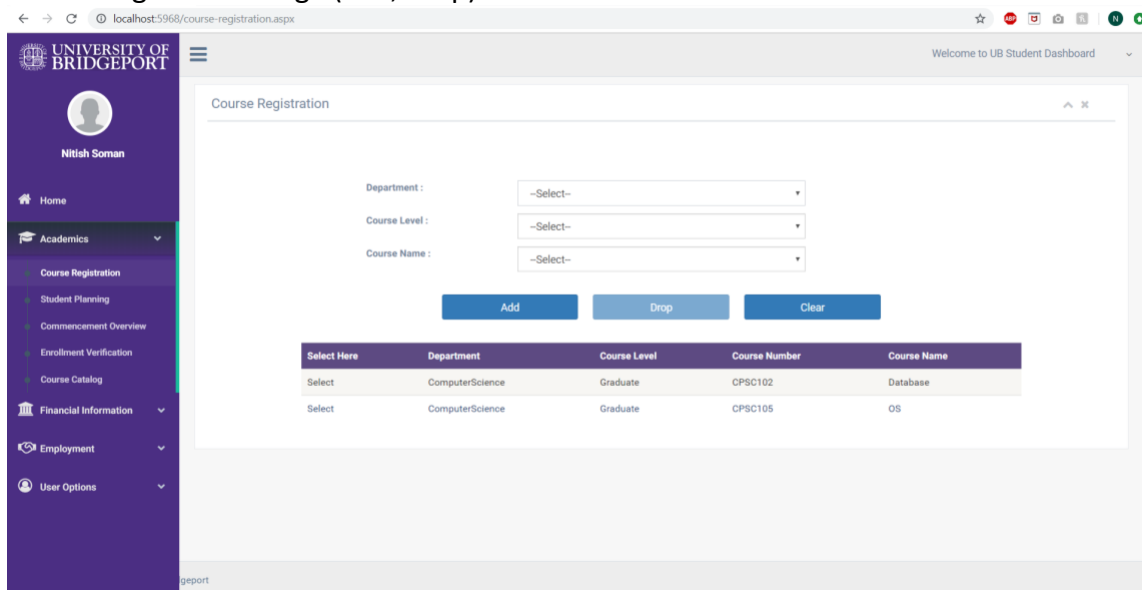 localhost:5968/course-registration.aspx
UNIVERSITY OF
BRIDGEPORT
Welcome to UB Student Dashboard
Nitish Soman
Home
Academics
Course Registration
Student Planning
Commencement Overview
Enrollment Verification
Course Catalog
Financial Information
Employment
User Options
Course Registration
Department :
--Select--
Course Level :
--Select--
Course Name :
--Select--
Add Drop Clear
Select Here Department Course Level Course Number Course Name
Select ComputerScience Graduate CPSC102 Database
Select ComputerScience Graduate CPSC105 OS
geport